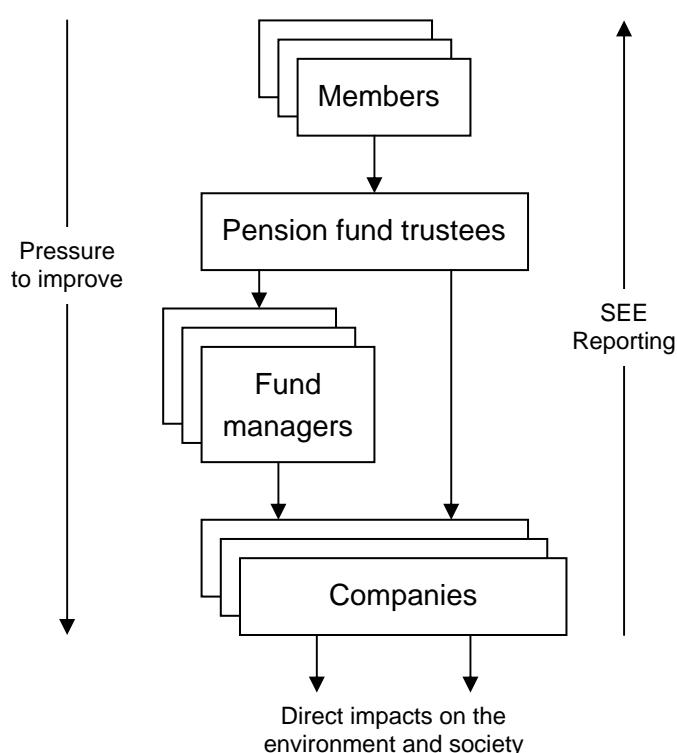 Members
Pension fund trustees
Pressure
to improve
SEE
Reporting
Fund
managers
Companies
Direct impacts on the
environment and society